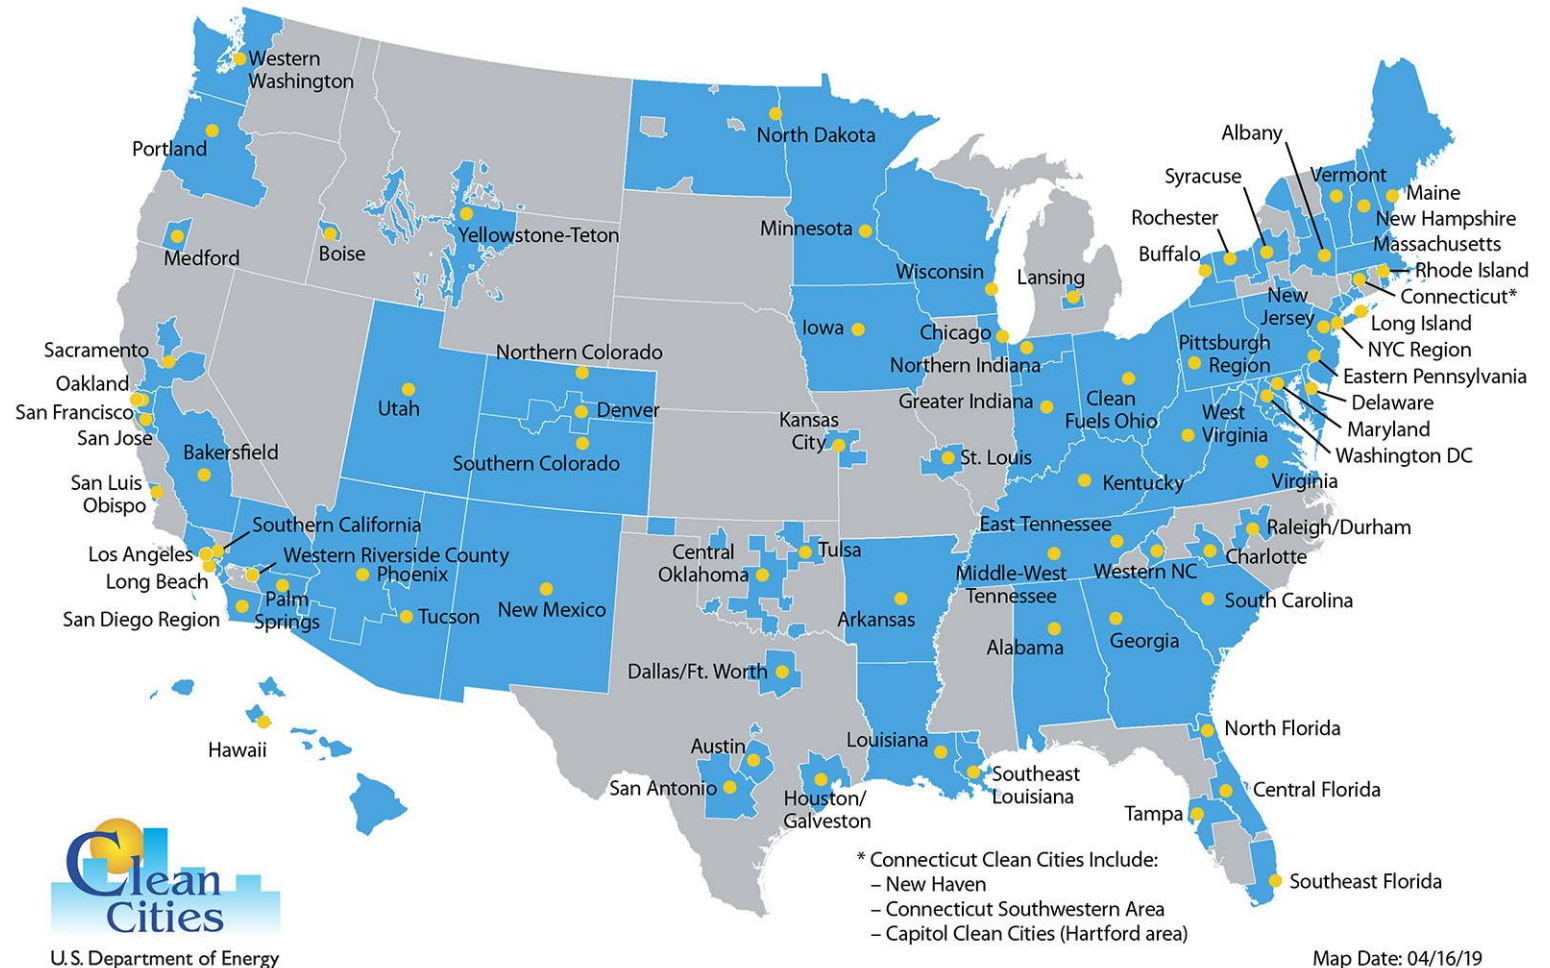 Western
Washington
Portland
Medford
Boise
Yellowstone-Teton
North Dakota
Minnesota
Wisconsin
Iowa
Chicago
Northern Indiana
Greater Indiana
Lansing
Clean
Fuels Ohio
Albany
Syracuse
Rochester
Buffalo
Vermont
Maine
New Hampshire
Massachusetts
Rhode Island
Connecticut*
Long Island
NYC Region
New
Jersey
Pittsburgh
Region
Eastern Pennsylvania
Delaware
Maryland
Washington DC
West
Virginia
Virginia
Kentucky
Sacramento
Oakland
San Francisco
San Jose
Bakersfield
San Luis
Obispo
Southern California
Los Angeles
Western Riverside County
Long Beach
Palm
Springs
San Diego Region
Utah
Northern Colorado
Denver
Southern Colorado
Phoenix
Tucson
New Mexico
Kansas
City
St. Louis
Central
Oklahoma
Tulsa
Arkansas
East Tennessee
Middle-West
Tennessee
Western NC
Raleigh/Durham
Charlotte
South Carolina
Georgia
Alabama
Dallas/Ft. Worth
Austin
San Antonio
Houston/
Galveston
Louisiana
Southeast
Louisiana
North Florida
Central Florida
Tampa
Southeast Florida
Hawaii
* Connecticut Clean Cities Include:
– New Haven
– Connecticut Southwestern Area
– Capitol Clean Cities (Hartford area)
Clean
Cities
U.S. Department of Energy
Map Date: 04/16/19